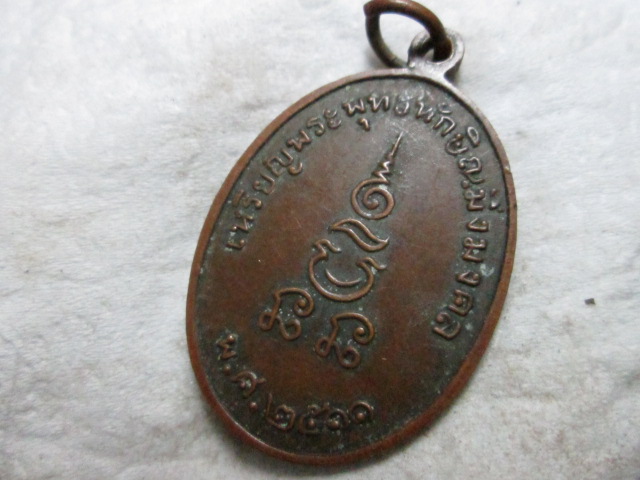 เหรียญพระพุทธทักษิณมิ่งมงคล
พ.ศ.๒๕๑๑